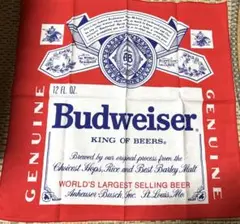 GENUINE
12 FL. OZ.
Budweiser
KING OF BEERS®
Brewed by our original process from the
Choicest Hops, Rice and Best Barley Malt
WORLD'S LARGEST SELLING BEER
Anheuser-Busch, Inc. St. Louis, Mo.
GENUINE